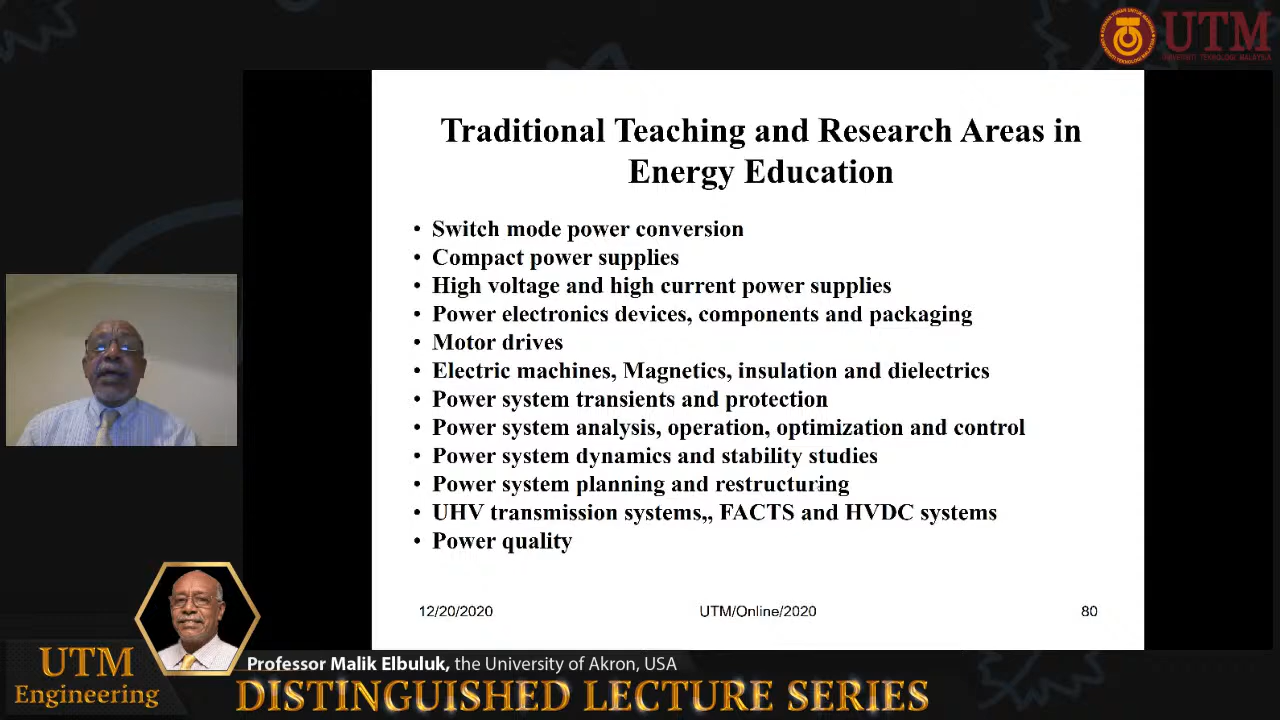 UTM
UNIVERSITI TEKNOLOGI MALAYSIA
Traditional Teaching and Research Areas in
Energy Education
• Switch mode power conversion
• Compact power supplies
• High voltage and high current power supplies
• Power electronics devices, components and packaging
• Motor drives
• Electric machines, Magnetics, insulation and dielectrics
• Power system transients and protection
• Power system analysis, operation, optimization and control
• Power system dynamics and stability studies
• Power system planning and restructuring
• UHV transmission systems,, FACTS and HVDC systems
• Power quality
12/20/2020
UTM/Online/2020
80
UTM
Engineering
Professor Malik Elbuluk, the University of Akron, USA
DISTINGUISHED LECTURE SERIES